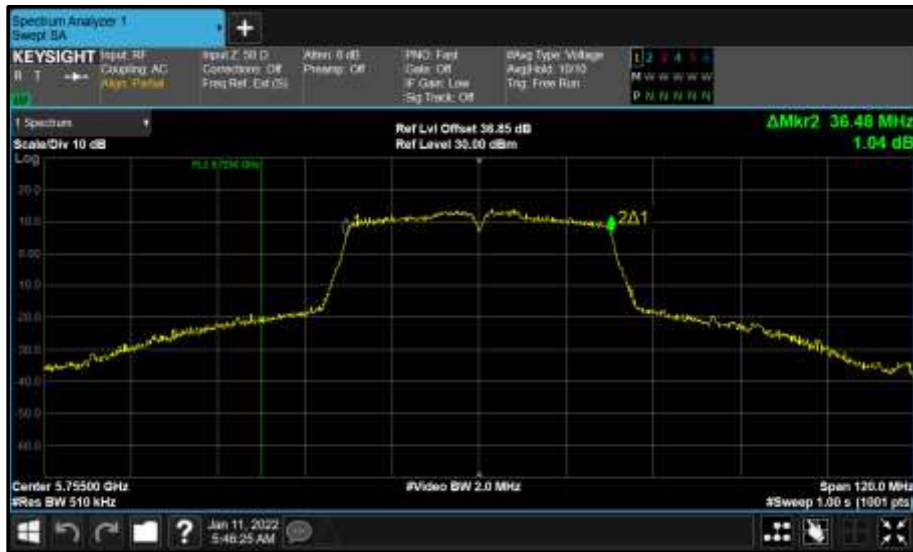 Spectrum Analyzer 1
Swept SA
+
KEYSIGHT
R T
Input: RF
Coupling: AC
Align: Partial
Input Z: 50 Ω
Corrections: Off
Freq Ref: Ext (S)
Atten: 6 dB
Preamp: Off
PNO: Fast
Gate: Off
IF Gain: Low
Sig Track: Off
#Avg Type: Voltage
Avg|Hold: 10/10
Trig: Free Run
1 2 3 4 5 6
M W W W W W
P N N N N N
1 Spectrum
Scale/Div 10 dB
Ref Lvl Offset 36.85 dB
Ref Level 30.00 dBm
ΔMkr2 36.48 MHz
1.04 dB
Log
20.0
10.0
0.00
-10.0
-20.0
-30.0
-40.0
-50.0
-60.0
1
2Δ1
Center 5.75500 GHz
#Res BW 510 kHz
#Video BW 2.0 MHz
Span 120.0 MHz
#Sweep 1.00 s (1001 pts)
?
Jan 11, 2022
5:46:25 AM